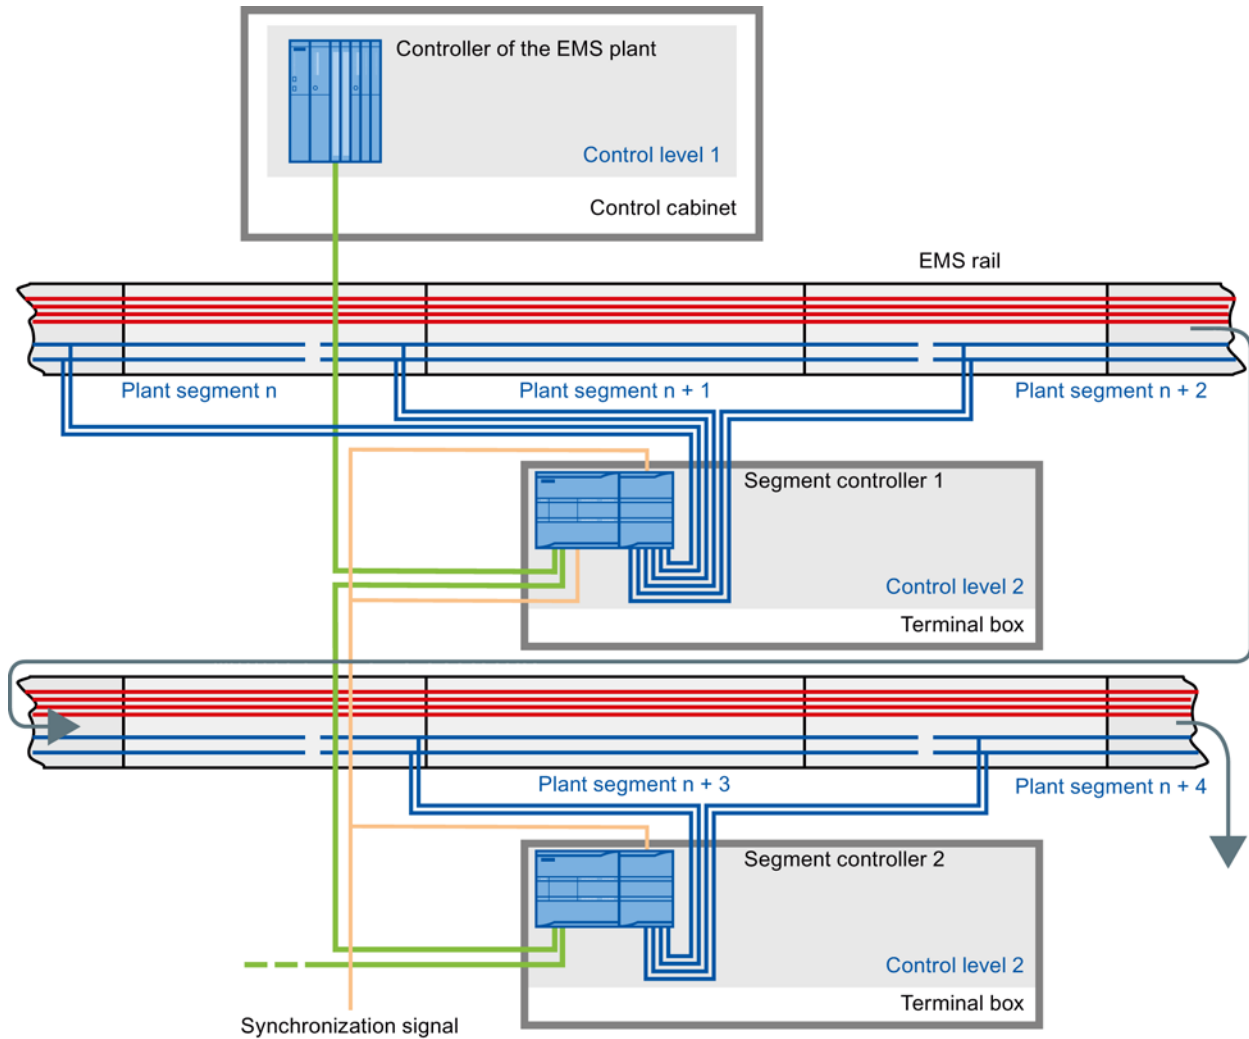 Controller of the EMS plant
Control level 1
Control cabinet
EMS rail
Plant segment n
Plant segment n + 1
Plant segment n + 2
Segment controller 1
Control level 2
Terminal box
Plant segment n + 3
Plant segment n + 4
Segment controller 2
Control level 2
Terminal box
Synchronization signal